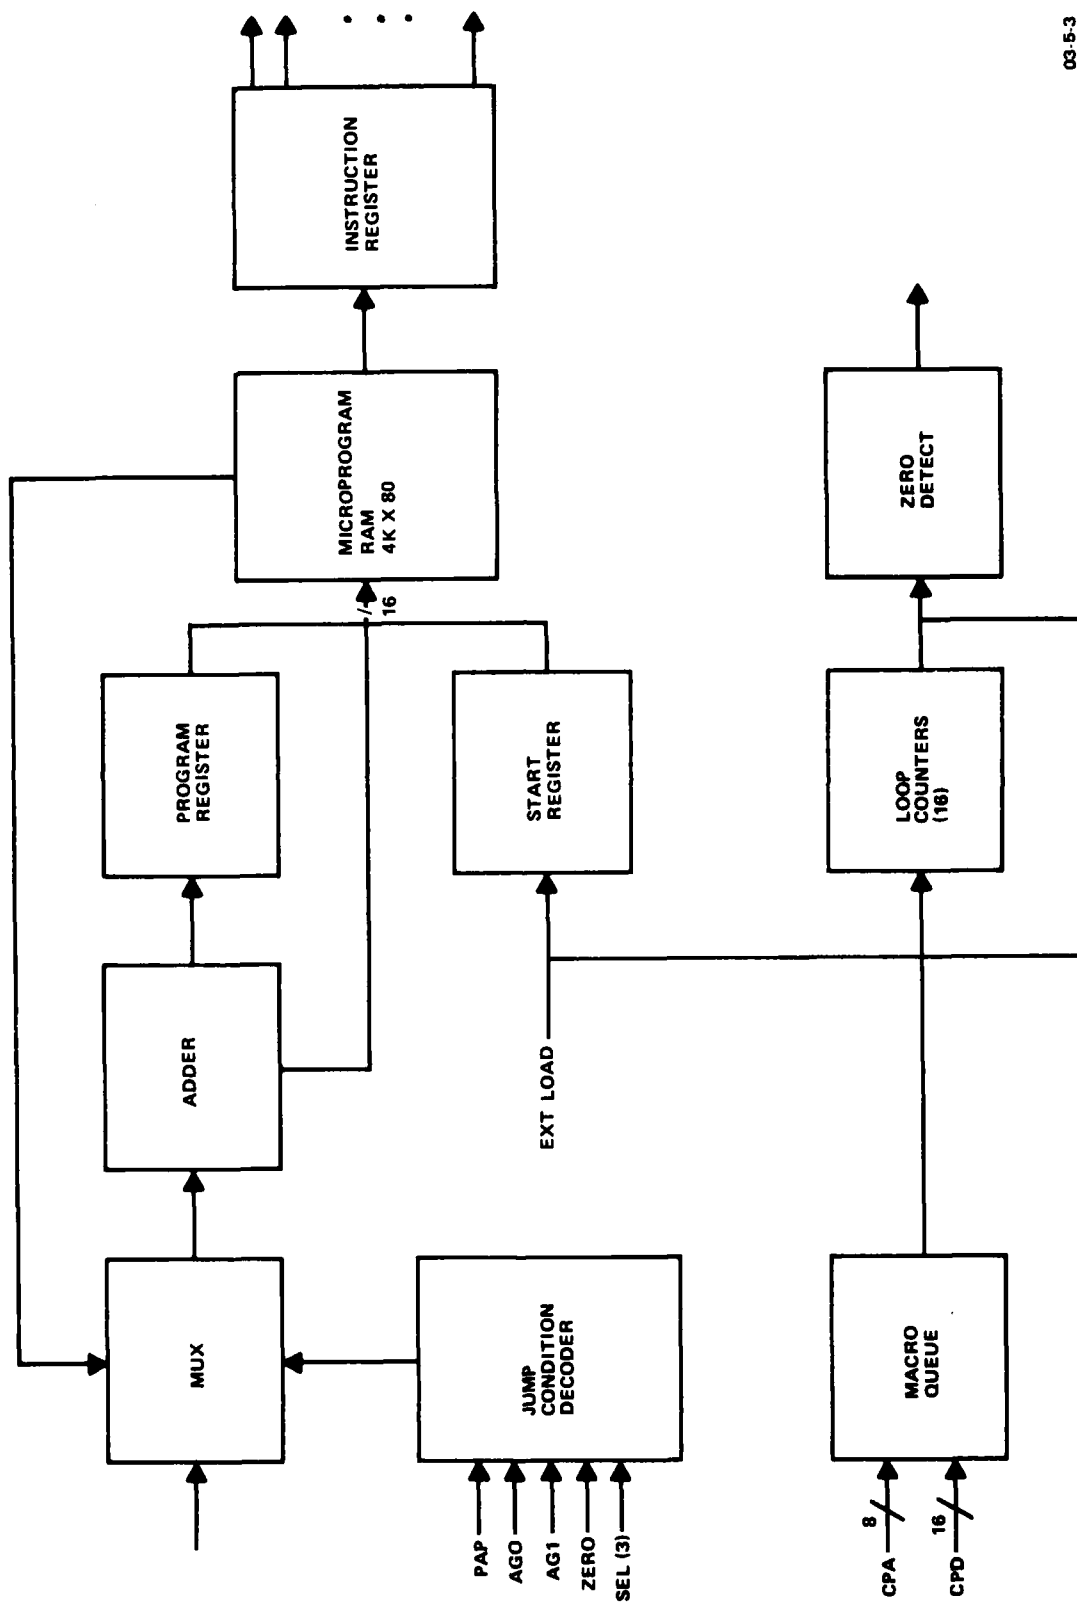 MUX
ADDER
PROGRAM
REGISTER
MICROPROGRAM
RAM
4K X 80
INSTRUCTION
REGISTER
16
PAP
AG0
AG1
ZERO
SEL (3)
JUMP
CONDITION
DECODER
EXT LOAD
START
REGISTER
CPA
8
CPD
16
MACRO
QUEUE
LOOP
COUNTERS
(16)
ZERO
DETECT
03-5-3